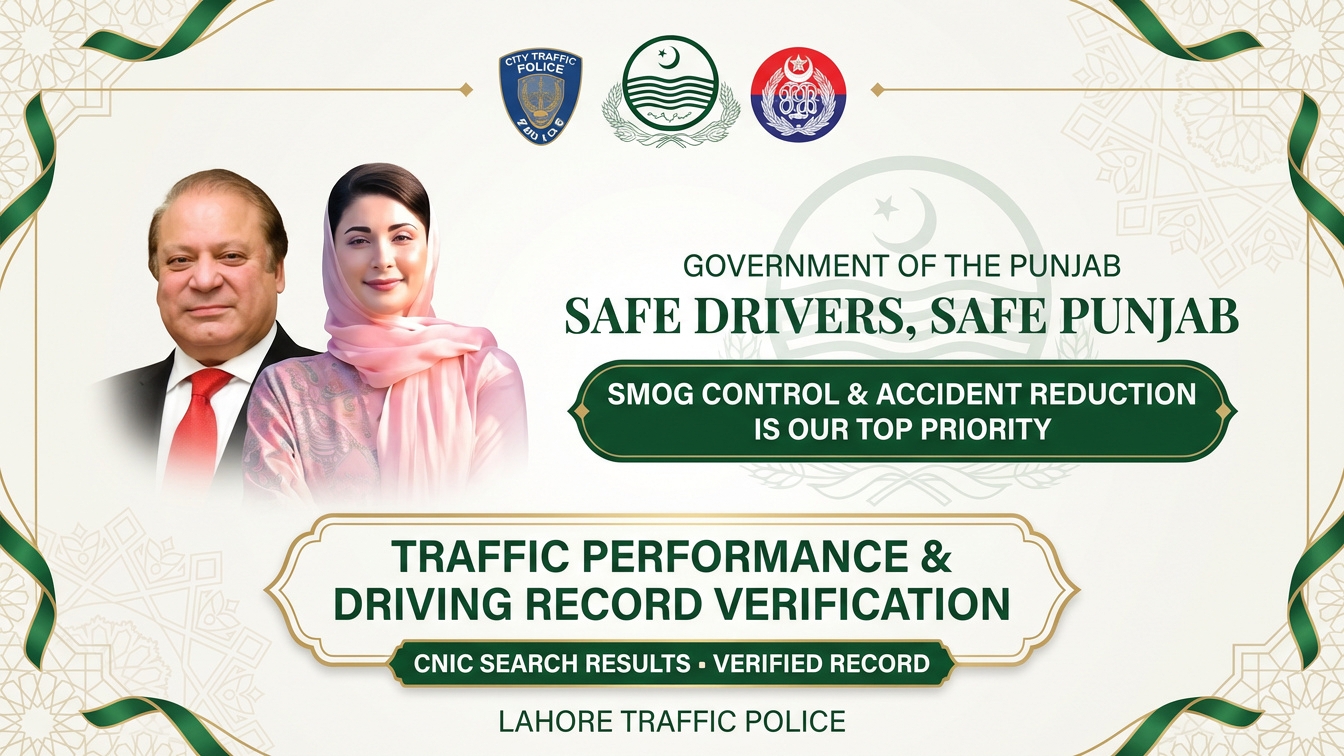 CITY TRAFFIC
POLICE
GOVERNMENT OF THE PUNJAB
SAFE DRIVERS, SAFE PUNJAB
SMOG CONTROL & ACCIDENT REDUCTION
IS OUR TOP PRIORITY
TRAFFIC PERFORMANCE &
DRIVING RECORD VERIFICATION
CNIC SEARCH RESULTS • VERIFIED RECORD
LAHORE TRAFFIC POLICE